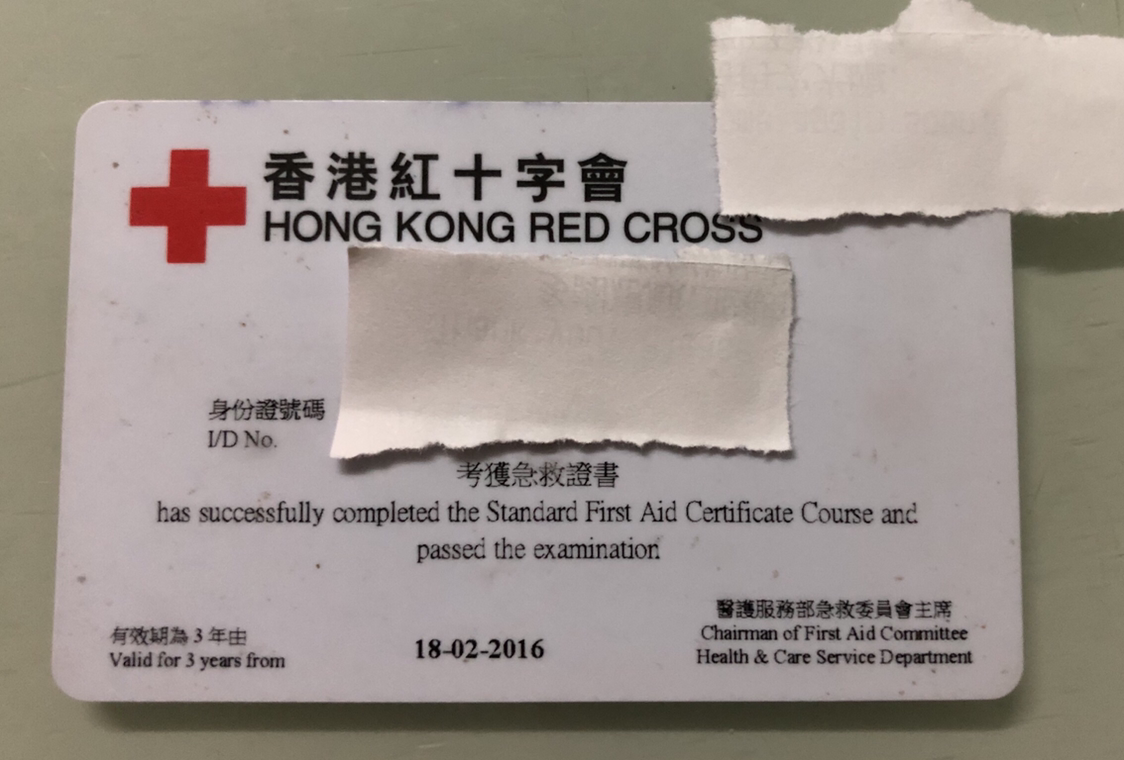 香港紅十字會
HONG KONG RED CROSS
身份證號碼
I/D No.
考獲急救證書
has successfully completed the Standard First Aid Certificate Course and
passed the examination
醫護服務部急救委員會主席
有效期為 3 年由
Chairman of First Aid Committee
Valid for 3 years from
18-02-2016
Health & Care Service Department